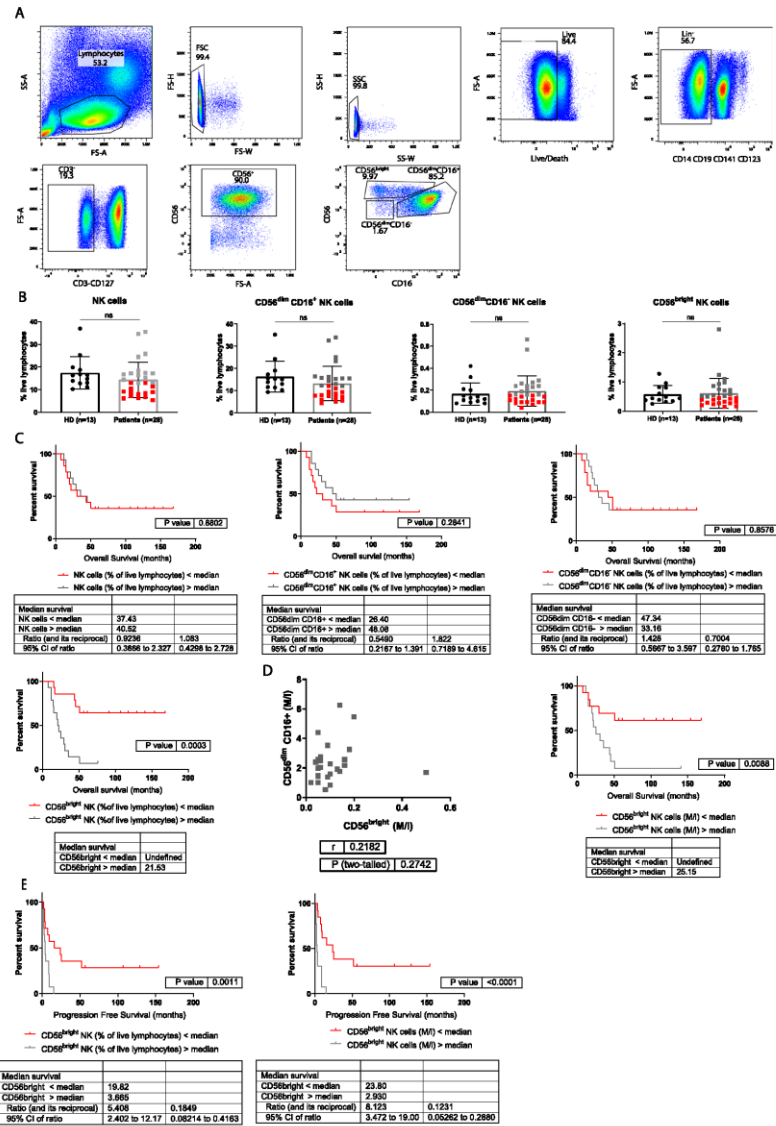 A
Lymphocytes
53.2
SS-A
FS-A
FSC
99.4
FS-H
FS-W
SSC
99.8
SS-H
SS-W
Live
84.4
FS-A
Live/Death
Lin-
56.7
FS-A
CD14 CD19 CD141 CD123
CD3-
19.3
FS-A
CD3-CD127
CD56+
90.0
CD56
FS-A
CD56bright
9.97
CD56dimCD16+
85.2
CD56dimCD16-
1.67
CD56
CD16
B
NK cells
ns
% live lymphocytes
HD (n=13) Patients (n=28)
CD56dim CD16+ NK cells
ns
% live lymphocytes
HD (n=13) Patients (n=28)
CD56dimCD16- NK cells
ns
% live lymphocytes
HD (n=13) Patients (n=28)
CD56bright NK cells
ns
% live lymphocytes
HD (n=13) Patients (n=28)
C
Percent survival
P value 0.8802
Overall Survival (months)
NK cells (% of live lymphocytes) < median
NK cells (% of live lymphocytes) > median
Median survival
NK cells < median 37.43
NK cells > median 40.52
Ratio (and its reciprocal) 0.9236 1.083
95% CI of ratio 0.3666 to 2.327 0.4298 to 2.728
Percent survival
P value 0.2641
Overall survival (months)
CD56dimCD16+ NK cells (% of live lymphocytes) < median
CD56dimCD16+ NK cells (% of live lymphocytes) > median
Median survival
CD56dim CD16+ < median 26.40
CD56dim CD16+ > median 48.08
Ratio (and its reciprocal) 0.5490 1.822
95% CI of ratio 0.2167 to 1.391 0.7189 to 4.615
Percent survival
P value 0.8576
Overall Survival (months)
CD56dimCD16- NK cells (% of live lymphocytes) < median
CD56dimCD16- NK cells (% of live lymphocytes) > median
Median survival
CD56dim CD16- < median 47.34
CD56dim CD16- > median 33.16
Ratio (and its reciprocal) 1.428 0.7004
95% CI of ratio 0.5667 to 3.597 0.2780 to 1.765
Percent survival
P value 0.0003
Overall survival (months)
CD56bright NK (%of live lymphocytes) < median
CD56bright NK (%of live lymphocytes) > median
Median survival
CD56bright < median Undefined
CD56bright > median 21.53
D
CD56dim CD16+ (M/l)
CD56bright (M/l)
r 0.2182
P (two-tailed) 0.2742
Percent survival
P value 0.0088
Overall Survival (months)
CD56bright NK cells (M/l) < median
CD56bright NK cells (M/l) > median
Median survival
CD56bright < median Undefined
CD56bright > median 25.15
E
Percent survival
P value 0.0011
Progression Free Survival (months)
CD56bright NK (% of live lymphocytes) < median
CD56bright NK (% of live lymphocytes) > median
Median survival
CD56bright < median 19.82
CD56bright > median 3.665
Ratio (and its reciprocal) 5.408 0.1849
95% CI of ratio 2.402 to 12.17 0.08214 to 0.4163
Percent survival
P value <0.0001
Progression Free Survival (months)
CD56bright NK cells (M/l) < median
CD56bright NK cells (M/l) > median
Median survival
CD56bright < median 23.80
CD56bright > median 2.930
Ratio (and its reciprocal) 8.123 0.1231
95% CI of ratio 3.472 to 19.00 0.05262 to 0.2880